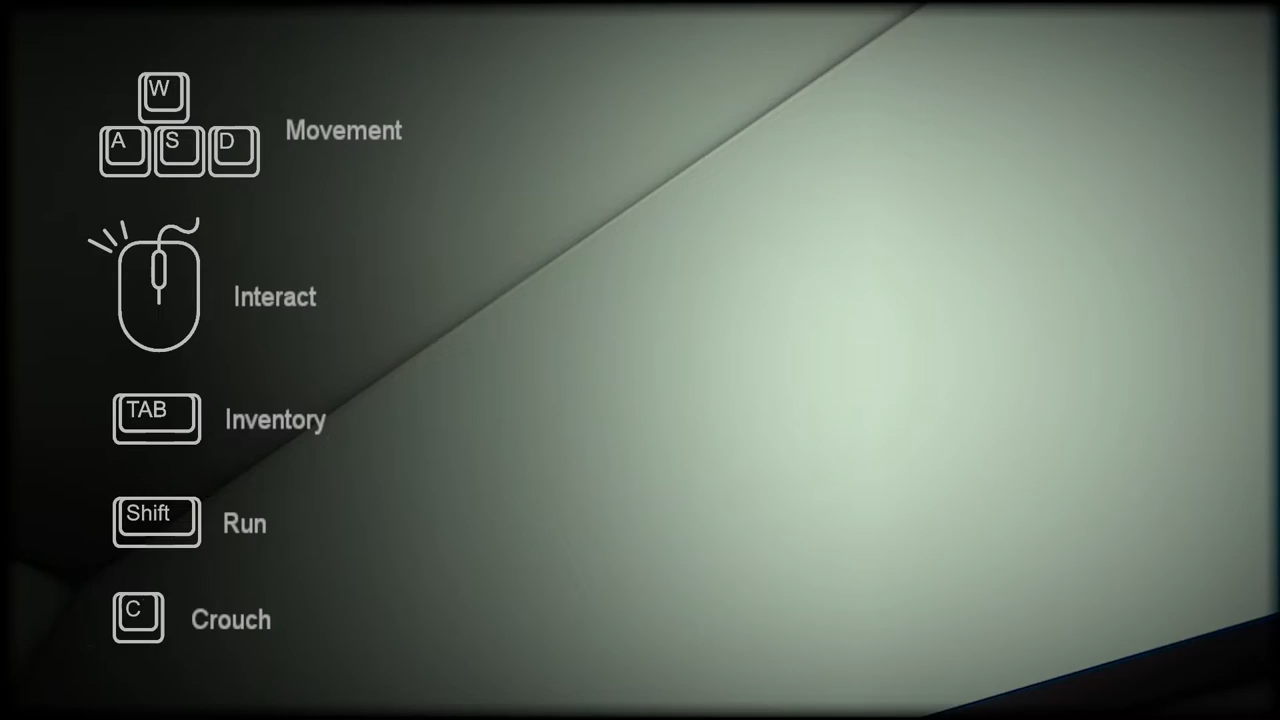 W
A S D Movement
Interact
TAB Inventory
Shift Run
C Crouch